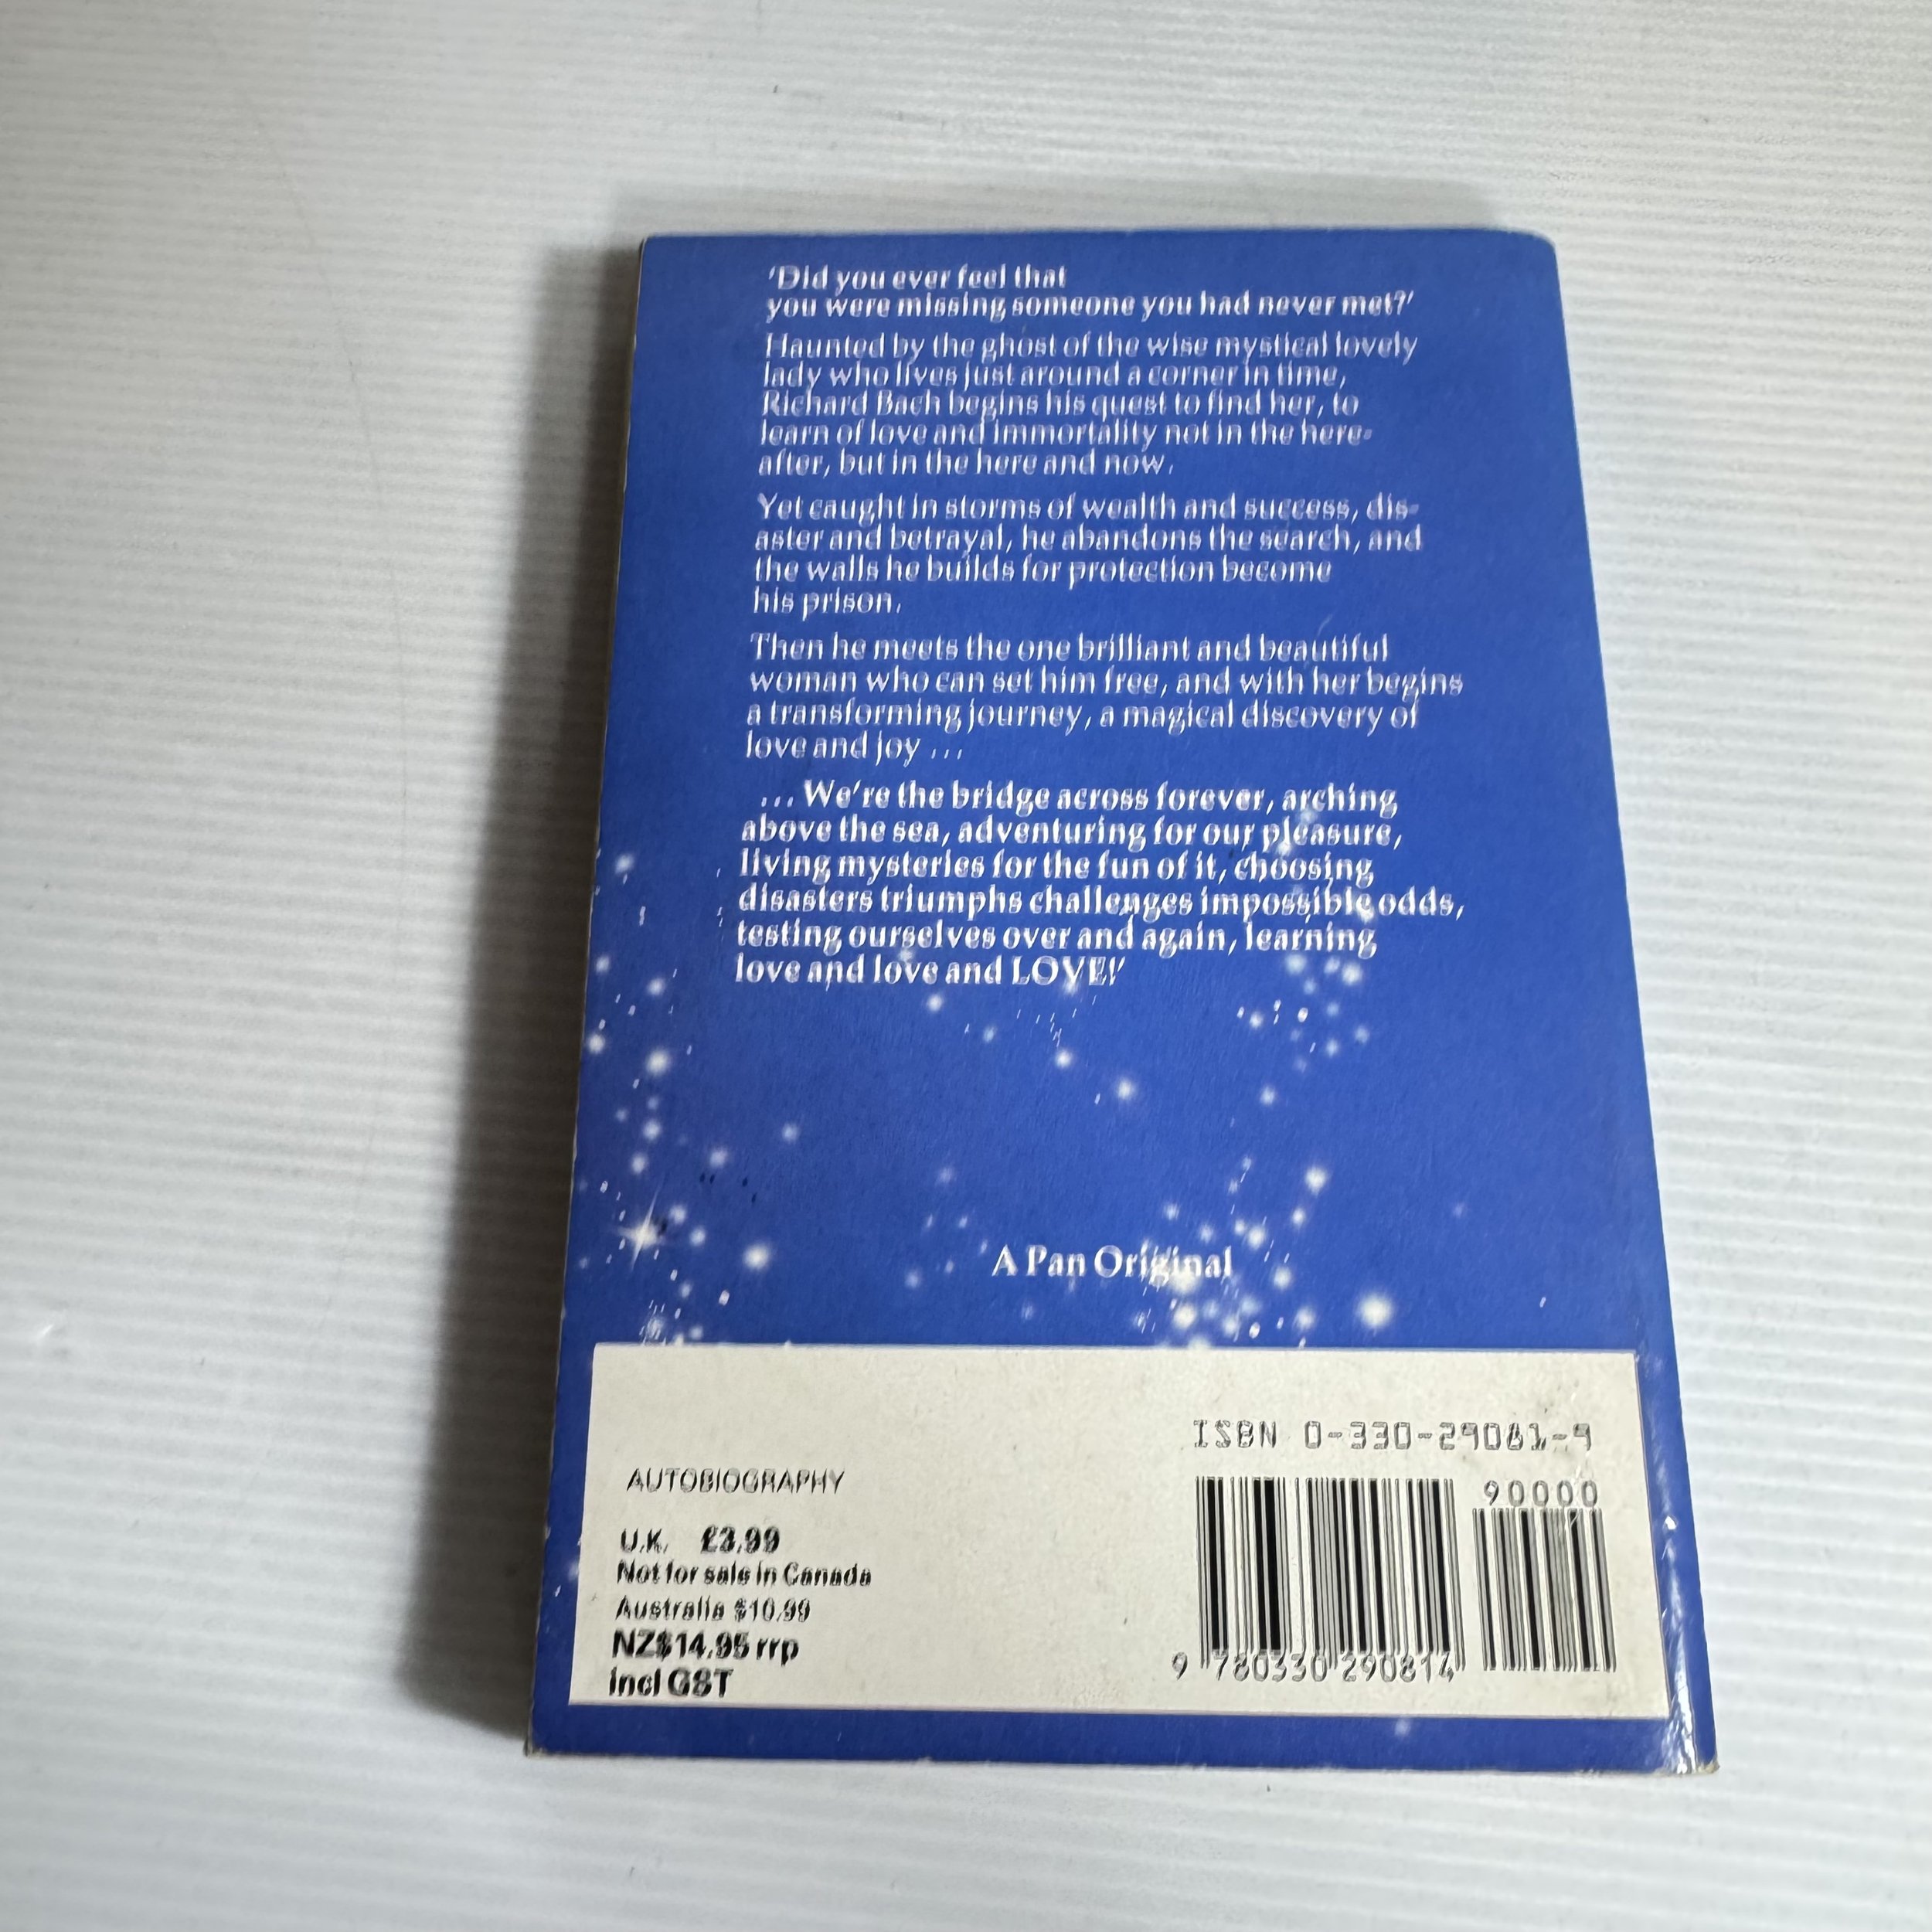 'Did you ever feel that
you were missing someone you had never met?'
Haunted by the ghost of the wise mystical lovely
lady who lives just around a corner in time,
Richard Bach begins his quest to find her, to
learn of love and immortality not in the here-
after, but in the here and now.
Yet caught in storms of wealth and success, dis-
aster and betrayal, he abandons the search, and
the walls he builds for protection become
his prison.
Then he meets the one brilliant and beautiful
woman who can set him free, and with her begins
a transforming journey, a magical discovery of
love and joy ...
... We're the bridge across forever, arching
above the sea, adventuring for our pleasure,
living mysteries for the fun of it, choosing
disasters triumphs challenges impossible odds,
testing ourselves over and again, learning
love and love and LOVE!'
A Pan Original
ISBN 0-330-29081-9
90000
AUTOBIOGRAPHY
U.K. £3.99
Not for sale in Canada
Australia $10.99
NZ$14.95 rrp
incl GST
9 780330 290814